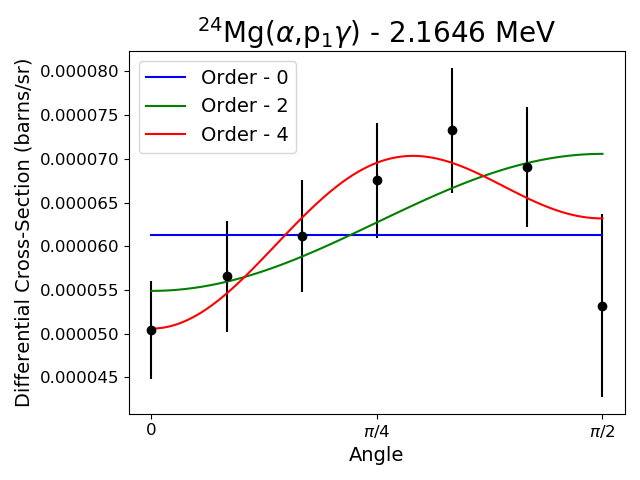 ²⁴Mg(α,p₁γ) - 2.1646 MeV
Order - 0
Order - 2
Order - 4
Differential Cross-Section (barns/sr)
0.000080
0.000075
0.000070
0.000065
0.000060
0.000055
0.000050
0.000045
0
π/4
π/2
Angle